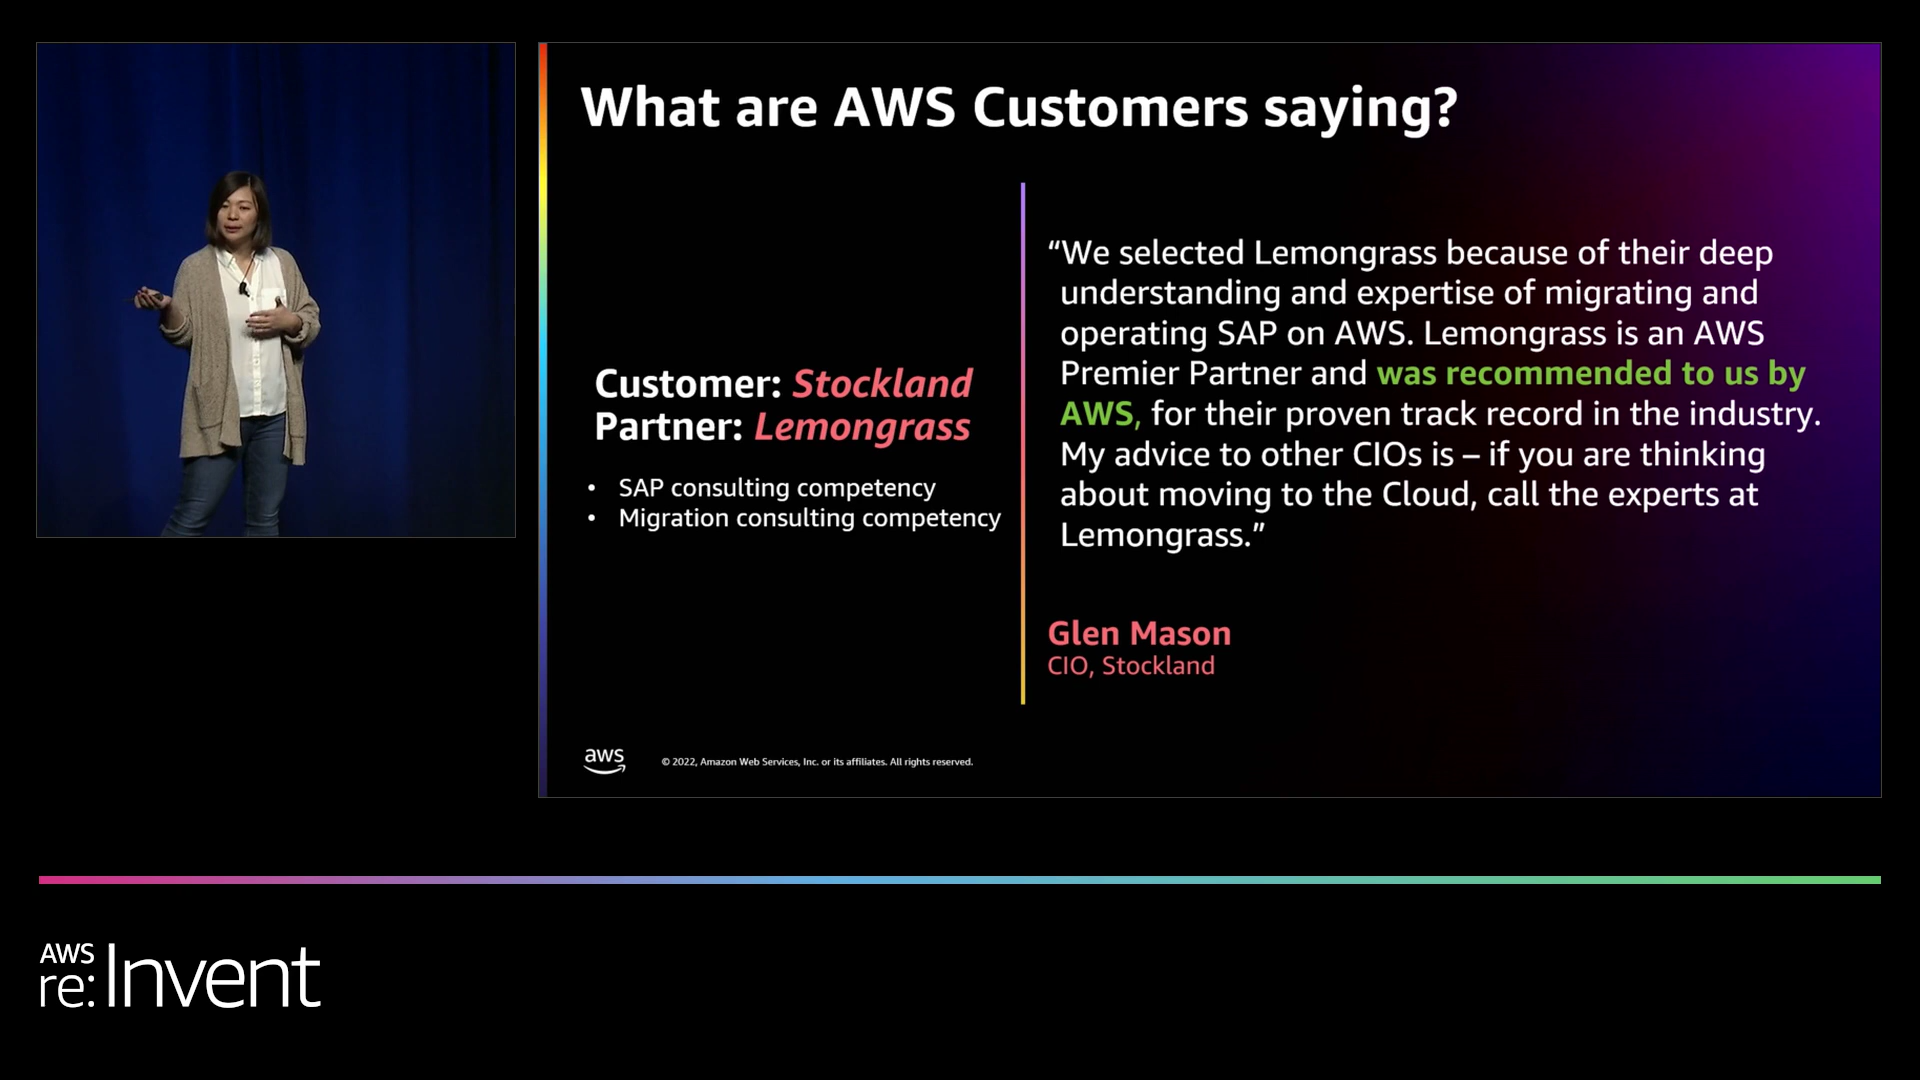 What are AWS Customers saying?
Customer: Stockland
Partner: Lemongrass
• SAP consulting competency
• Migration consulting competency
“We selected Lemongrass because of their deep
understanding and expertise of migrating and
operating SAP on AWS. Lemongrass is an AWS
Premier Partner and was recommended to us by
AWS, for their proven track record in the industry.
My advice to other CIOs is – if you are thinking
about moving to the Cloud, call the experts at
Lemongrass.”
Glen Mason
CIO, Stockland
aws
© 2022, Amazon Web Services, Inc. or its affiliates. All rights reserved.
AWS
re:Invent